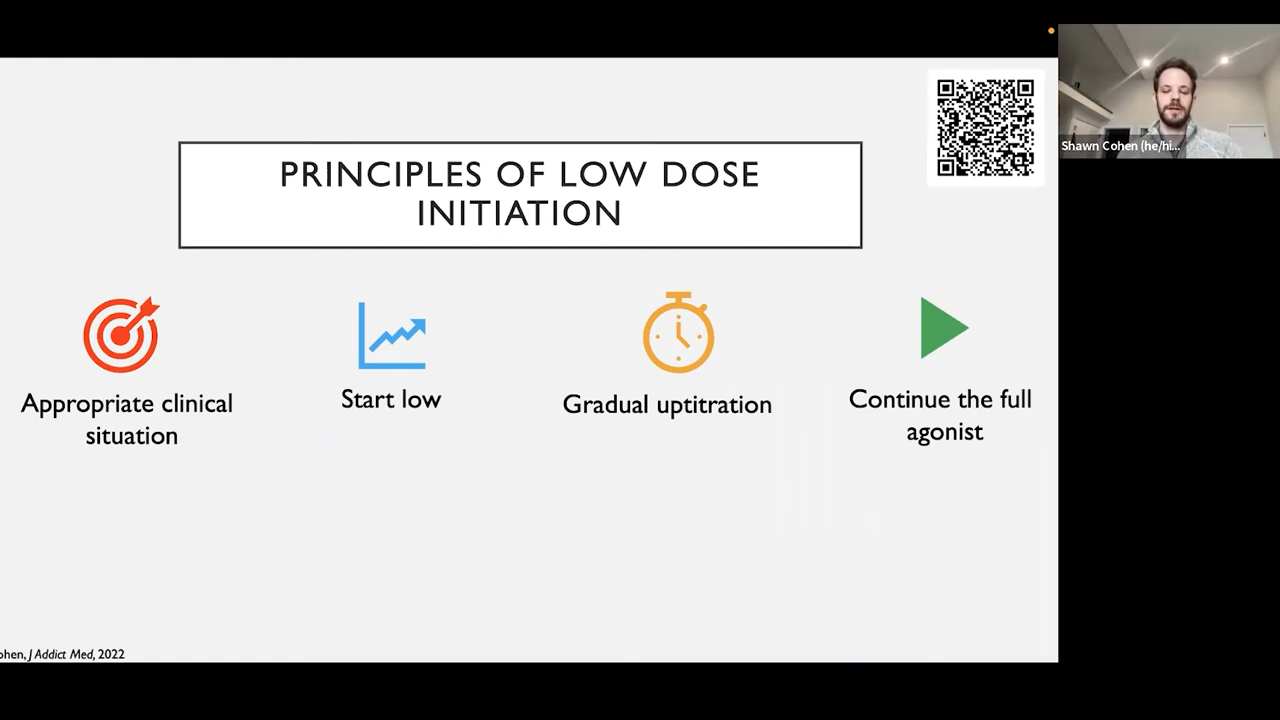 PRINCIPLES OF LOW DOSE
INITIATION
Appropriate clinical
situation
Start low
Gradual uptitration
Continue the full
agonist
ohen, J Addict Med, 2022
Shawn Cohen (he/hi...